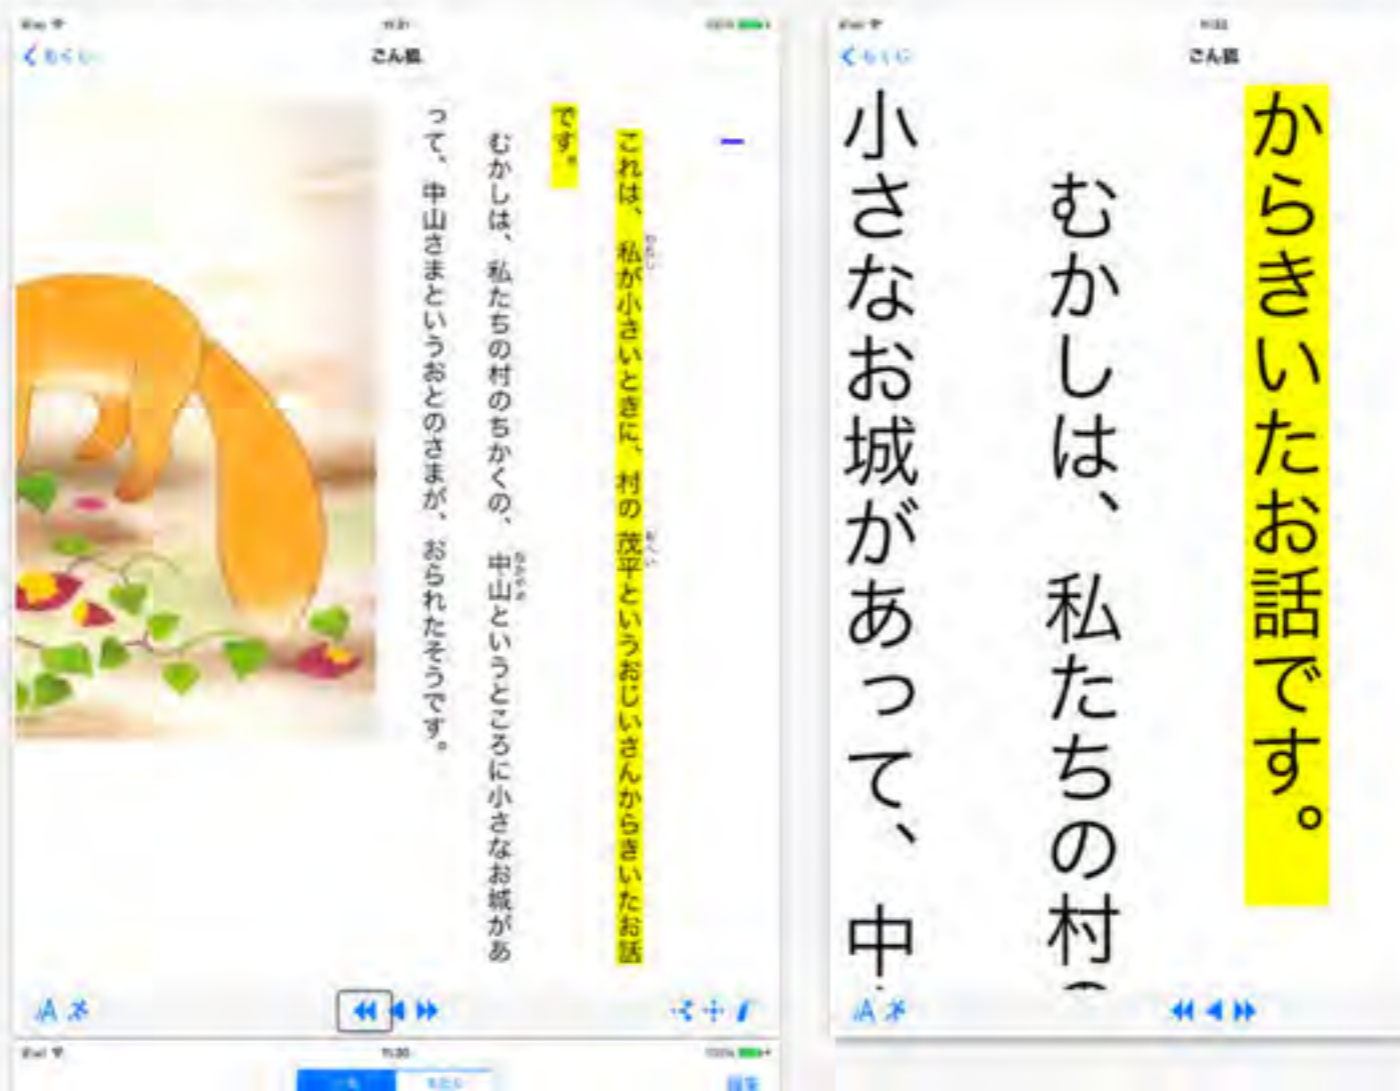 ごん狐
一
これは、私が小さいときに、村の茂平というおじいさんからきいたお話
です。
むかしは、私たちの村のちかくの、中山というところに小さなお城があ
って、中山さまというおとのさまが、おられたそうです。
ごん狐
からきいたお話です。
むかしは、私たちの村
小さなお城があって、中